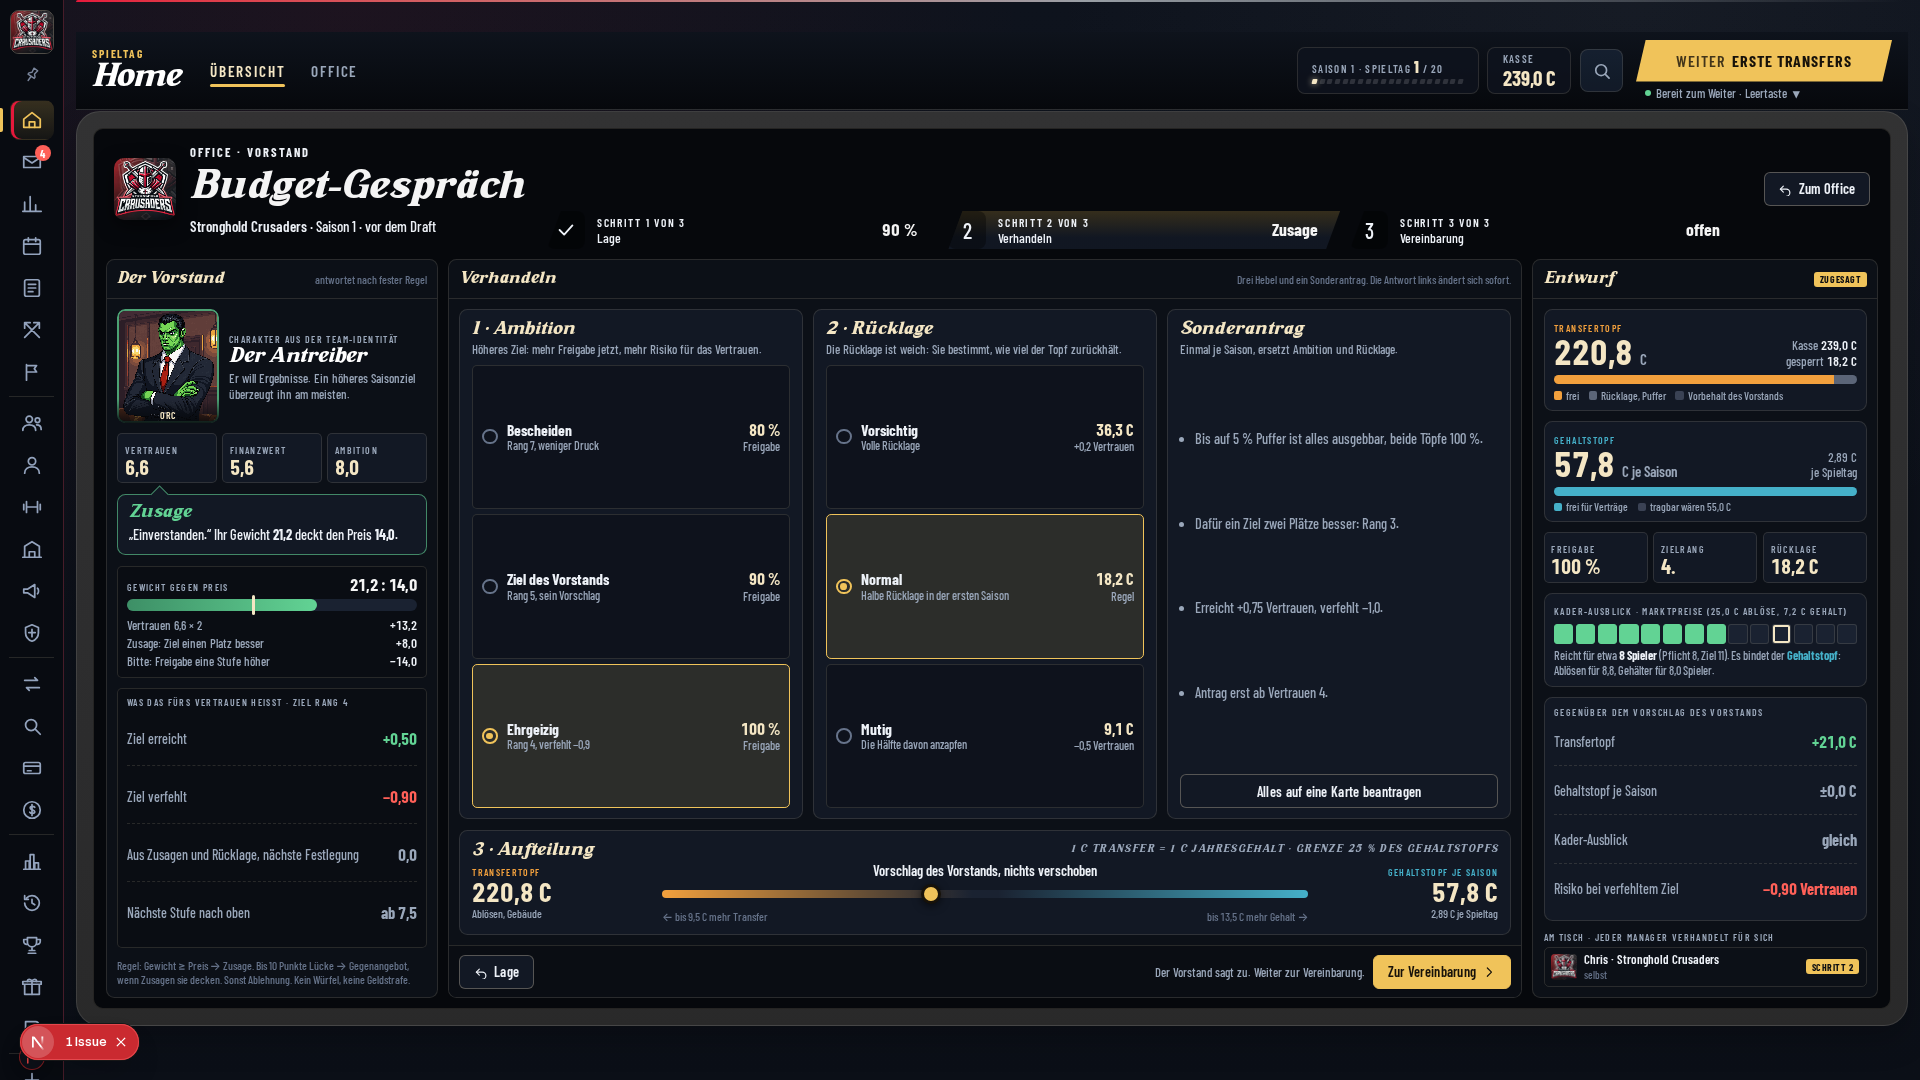 SPIELTAG
Home
ÜBERSICHT
OFFICE
SAISON 1 · SPIELTAG 1 / 20
KASSE
239,0 C
WEITER ERSTE TRANSFERS
Bereit zum Weiter · Leertaste ▼
4
CRUSADERS
OFFICE · VORSTAND
Budget-Gespräch
Stronghold Crusaders · Saison 1 · vor dem Draft
Zum Office
SCHRITT 1 VON 3
Lage
90 %
2
SCHRITT 2 VON 3
Verhandeln
Zusage
3
SCHRITT 3 VON 3
Vereinbarung
offen
Der Vorstand
antwortet nach fester Regel
ORC
CHARAKTER AUS DER TEAM-IDENTITÄT
Der Antreiber
Er will Ergebnisse. Ein höheres Saisonziel
überzeugt ihn am meisten.
VERTRAUEN
6,6
FINANZWERT
5,6
AMBITION
8,0
Zusage
„Einverstanden.“ Ihr Gewicht 21,2 deckt den Preis 14,0.
GEWICHT GEGEN PREIS
21,2 : 14,0
Vertrauen 6,6 × 2
+13,2
Zusage: Ziel einen Platz besser
+8,0
Bitte: Freigabe eine Stufe höher
−14,0
WAS DAS FÜRS VERTRAUEN HEISST · ZIEL RANG 4
Ziel erreicht
+0,50
Ziel verfehlt
−0,90
Aus Zusagen und Rücklage, nächste Festlegung
0,0
Nächste Stufe nach oben
ab 7,5
Regel: Gewicht ≥ Preis → Zusage. Bis 10 Punkte Lücke → Gegenangebot,
wenn Zusagen sie decken. Sonst Ablehnung. Kein Würfel, keine Geldstrafe.
Verhandeln
Drei Hebel und ein Sonderantrag. Die Antwort links ändert sich sofort.
1 · Ambition
Höheres Ziel: mehr Freigabe jetzt, mehr Risiko für das Vertrauen.
Bescheiden
Rang 7, weniger Druck
80 %
Freigabe
Ziel des Vorstands
Rang 5, sein Vorschlag
90 %
Freigabe
Ehrgeizig
Rang 4, verfehlt −0,9
100 %
Freigabe
2 · Rücklage
Die Rücklage ist weich: Sie bestimmt, wie viel der Topf zurückhält.
Vorsichtig
Volle Rücklage
36,3 C
+0,2 Vertrauen
Normal
Halbe Rücklage in der ersten Saison
18,2 C
Regel
Mutig
Die Hälfte davon anzapfen
9,1 C
−0,5 Vertrauen
Sonderantrag
Einmal je Saison, ersetzt Ambition und Rücklage.
• Bis auf 5 % Puffer ist alles ausgebbar, beide Töpfe 100 %.
• Dafür ein Ziel zwei Plätze besser: Rang 3.
• Erreicht +0,75 Vertrauen, verfehlt −1,0.
• Antrag erst ab Vertrauen 4.
Alles auf eine Karte beantragen
3 · Aufteilung
1 C TRANSFER = 1 C JAHRESGEHALT · GRENZE 25 % DES GEHALTSTOPFS
TRANSFERTOPF
220,8 C
Ablösen, Gebäude
Vorschlag des Vorstands, nichts verschoben
← bis 9,5 C mehr Transfer
bis 13,5 C mehr Gehalt →
GEHALTSTOPF JE SAISON
57,8 C
2,89 C je Spieltag
Lage
Der Vorstand sagt zu. Weiter zur Vereinbarung.
Zur Vereinbarung
Entwurf
ZUGESAGT
TRANSFERTOPF
220,8 C
Kasse 239,0 C
gesperrt 18,2 C
frei
Rücklage, Puffer
Vorbehalt des Vorstands
GEHALTSTOPF
57,8 C je Saison
2,89 C
je Spieltag
frei für Verträge
tragbar wären 55,0 C
FREIGABE
100 %
ZIELRANG
4.
RÜCKLAGE
18,2 C
KADER-AUSBLICK · MARKTPREISE (25,0 C ABLÖSE, 7,2 C GEHALT)
Reicht für etwa 8 Spieler (Pflicht 8, Ziel 11). Es bindet der Gehaltstopf:
Ablösen für 8,8, Gehälter für 8,0 Spieler.
GEGENÜBER DEM VORSCHLAG DES VORSTANDS
Transfertopf
+21,0 C
Gehaltstopf je Saison
±0,0 C
Kader-Ausblick
gleich
Risiko bei verfehltem Ziel
−0,90 Vertrauen
AM TISCH · JEDER MANAGER VERHANDELT FÜR SICH
Chris · Stronghold Crusaders
selbst
SCHRITT 2
N
1 Issue